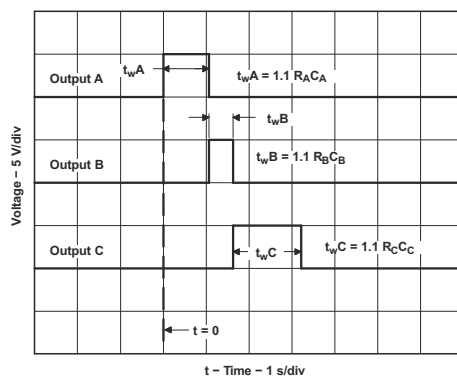 Output A
t_wA
t_wA = 1.1 R_AC_A
t_wB
Output B
t_wB = 1.1 R_BC_B
Output C
t_wC
t_wC = 1.1 R_CC_C
t = 0
Voltage – 5 V/div
t – Time – 1 s/div